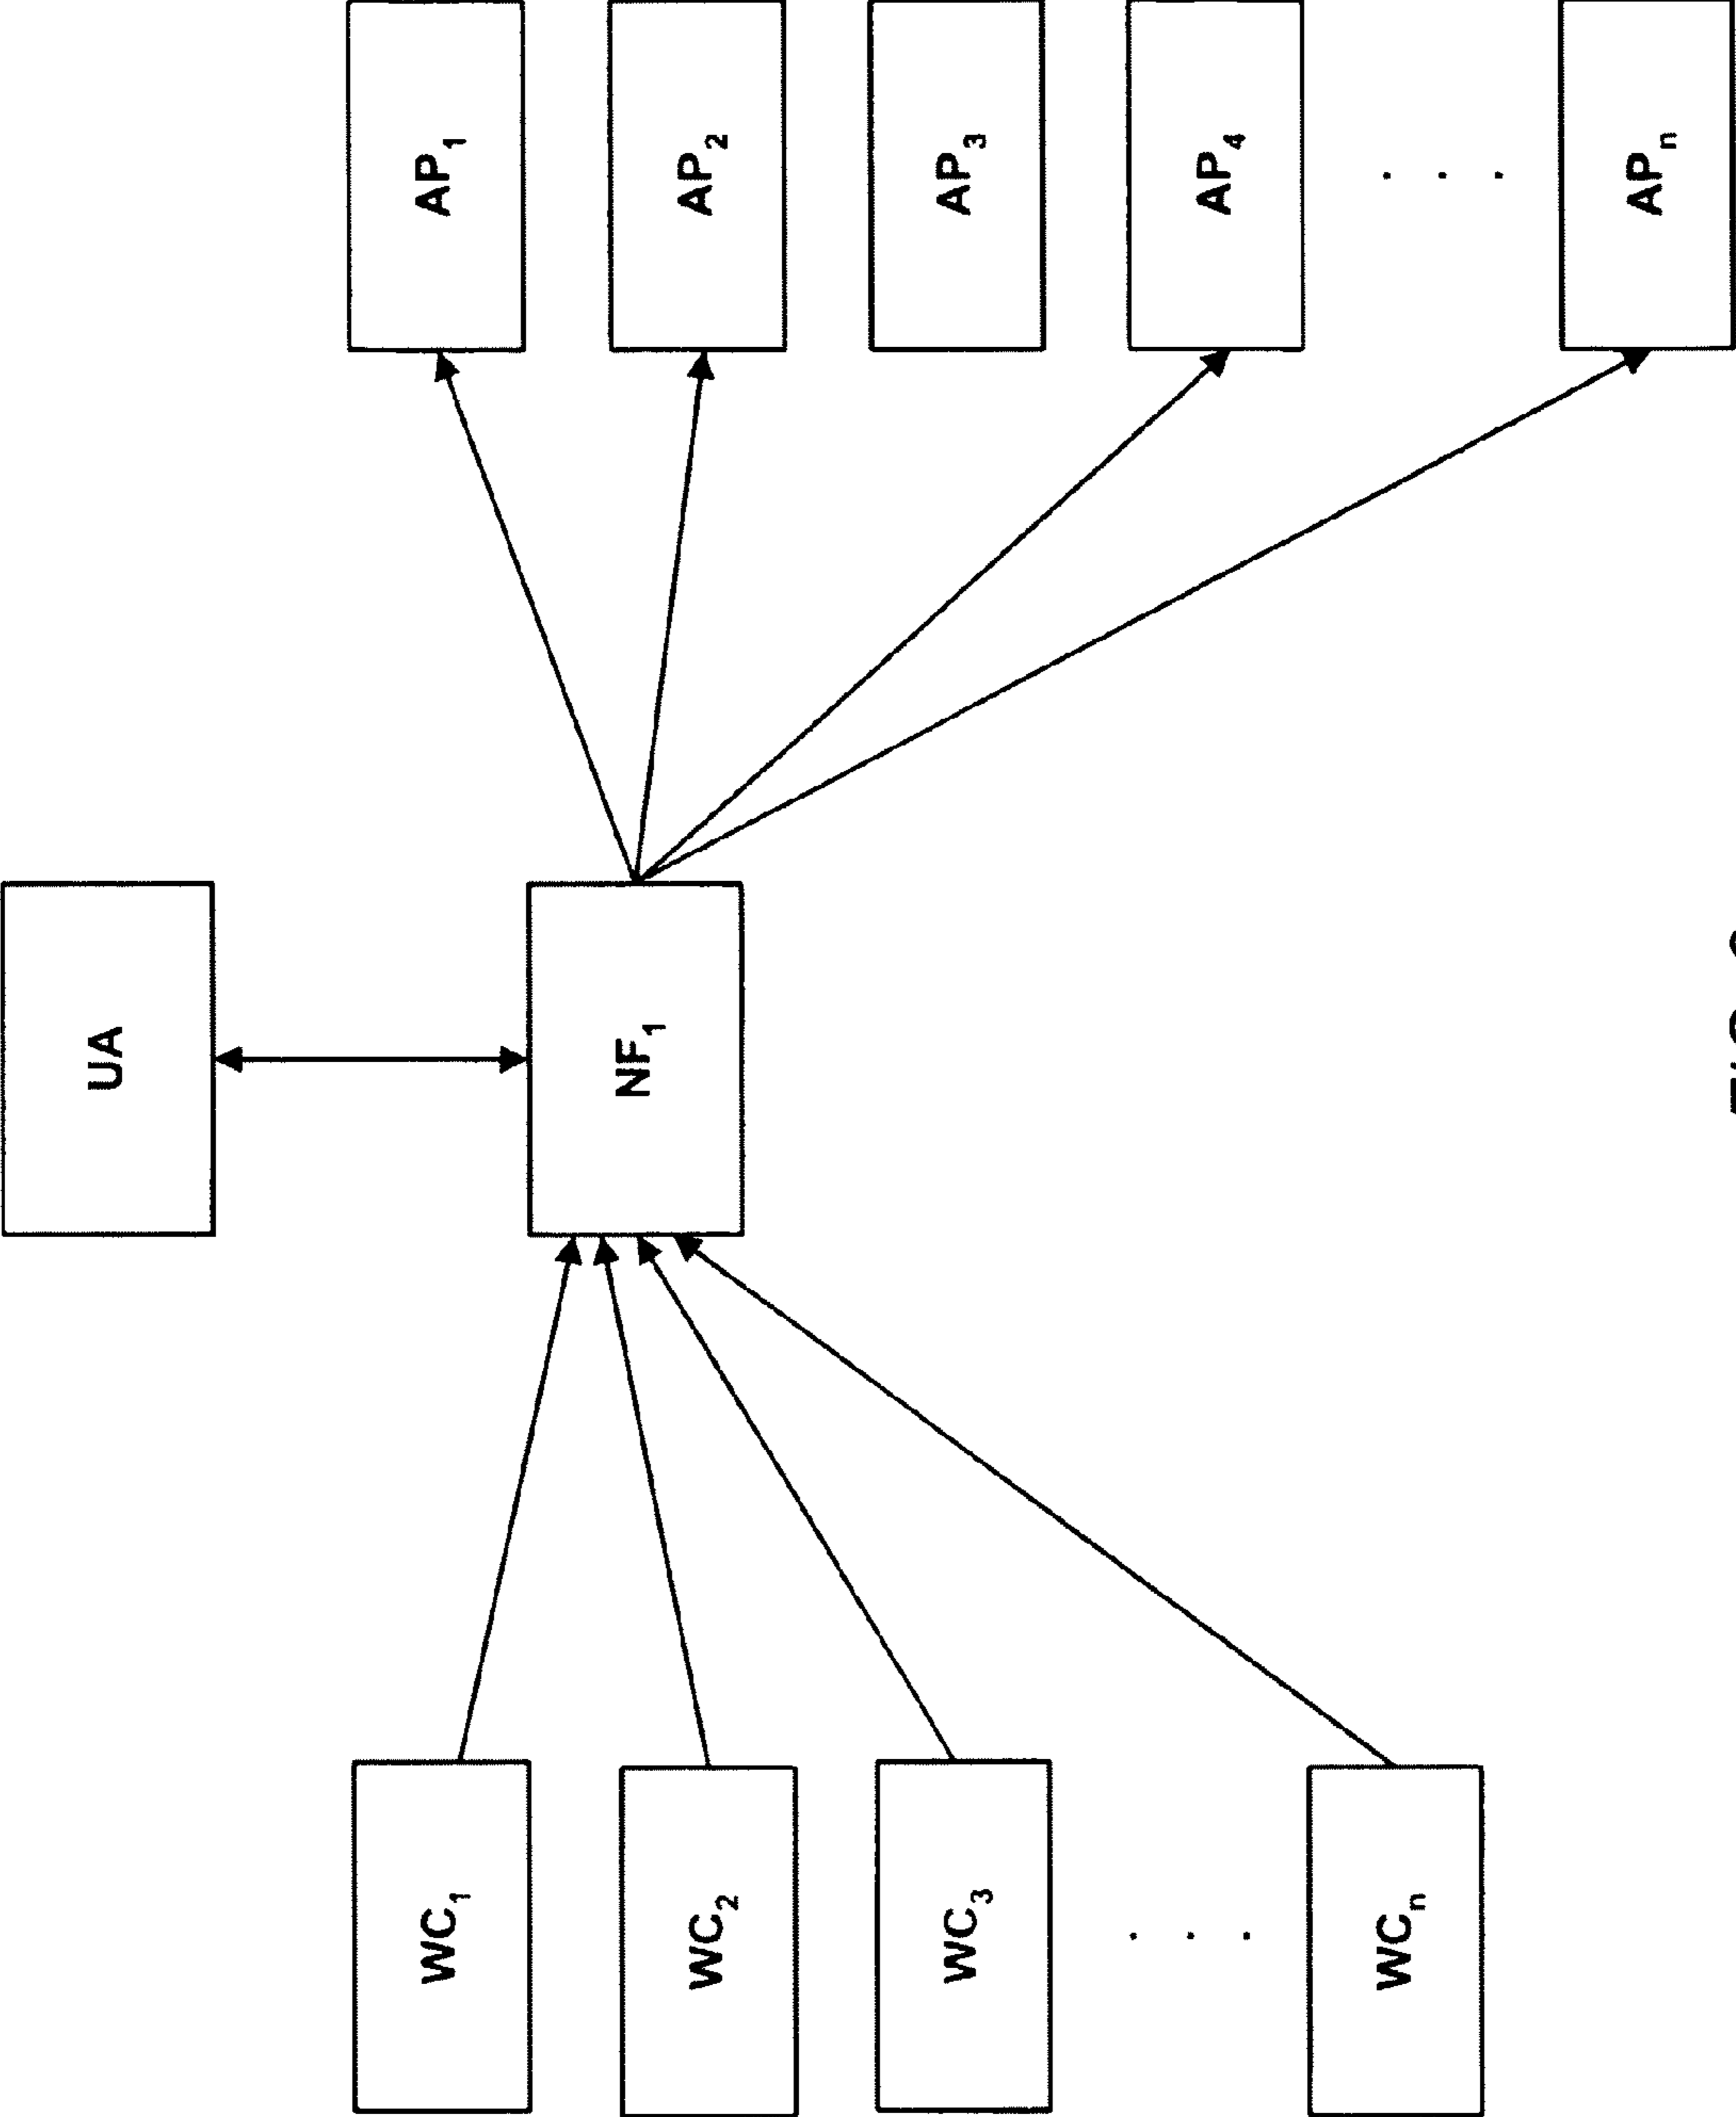 UA
WC₁
WC₂
WC₃
. . .
WCₙ
NF₁
AP₁
AP₂
AP₃
AP₄
. . .
APₙ